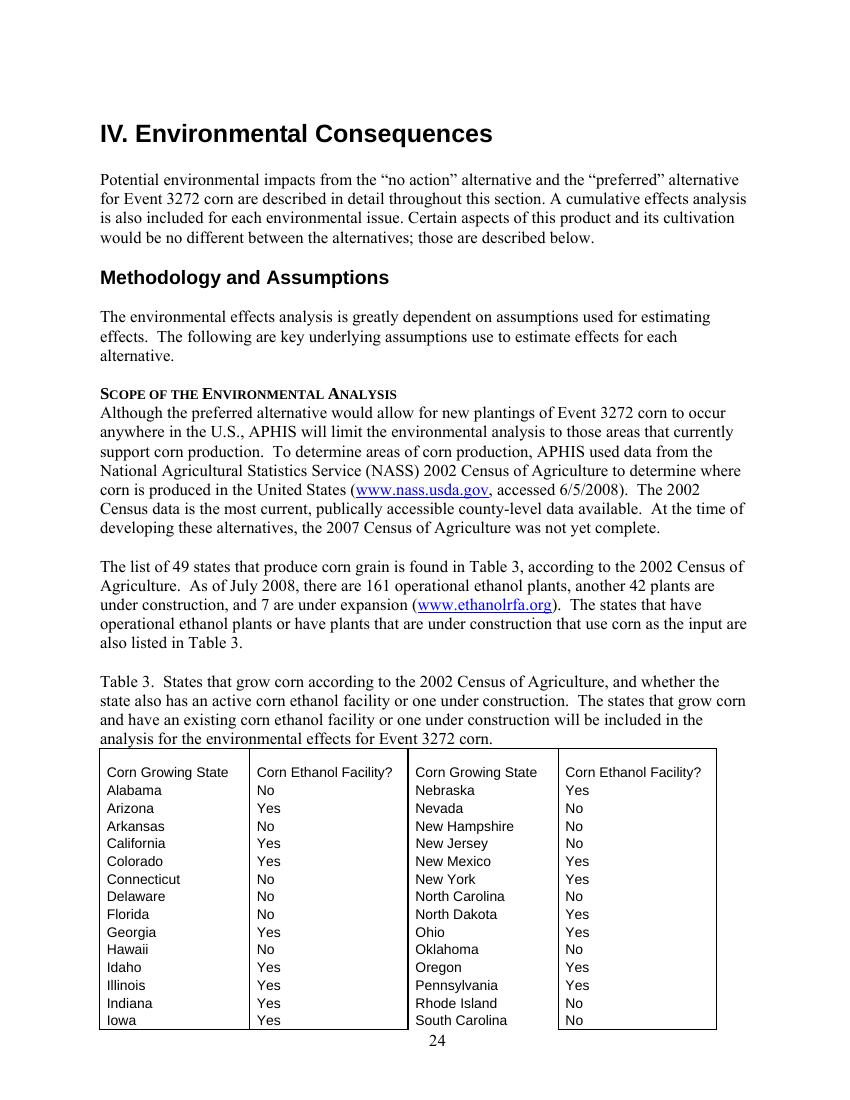 IV. Environmental Consequences
Potential environmental impacts from the “no action” alternative and the “preferred” alternative
for Event 3272 corn are described in detail throughout this section. A cumulative effects analysis
is also included for each environmental issue. Certain aspects of this product and its cultivation
would be no different between the alternatives; those are described below.
Methodology and Assumptions
The environmental effects analysis is greatly dependent on assumptions used for estimating
effects. The following are key underlying assumptions use to estimate effects for each
alternative.
SCOPE OF THE ENVIRONMENTAL ANALYSIS
Although the preferred alternative would allow for new plantings of Event 3272 corn to occur
anywhere in the U.S., APHIS will limit the environmental analysis to those areas that currently
support corn production. To determine areas of corn production, APHIS used data from the
National Agricultural Statistics Service (NASS) 2002 Census of Agriculture to determine where
corn is produced in the United States (www.nass.usda.gov, accessed 6/5/2008). The 2002
Census data is the most current, publically accessible county-level data available. At the time of
developing these alternatives, the 2007 Census of Agriculture was not yet complete.
The list of 49 states that produce corn grain is found in Table 3, according to the 2002 Census of
Agriculture. As of July 2008, there are 161 operational ethanol plants, another 42 plants are
under construction, and 7 are under expansion (www.ethanolrfa.org). The states that have
operational ethanol plants or have plants that are under construction that use corn as the input are
also listed in Table 3.
Table 3. States that grow corn according to the 2002 Census of Agriculture, and whether the
state also has an active corn ethanol facility or one under construction. The states that grow corn
and have an existing corn ethanol facility or one under construction will be included in the
analysis for the environmental effects for Event 3272 corn.
Corn Growing State Corn Ethanol Facility? Corn Growing State Corn Ethanol Facility?
Alabama No Nebraska Yes
Arizona Yes Nevada No
Arkansas No New Hampshire No
California Yes New Jersey No
Colorado Yes New Mexico Yes
Connecticut No New York Yes
Delaware No North Carolina No
Florida No North Dakota Yes
Georgia Yes Ohio Yes
Hawaii No Oklahoma No
Idaho Yes Oregon Yes
Illinois Yes Pennsylvania Yes
Indiana Yes Rhode Island No
Iowa Yes South Carolina No
24